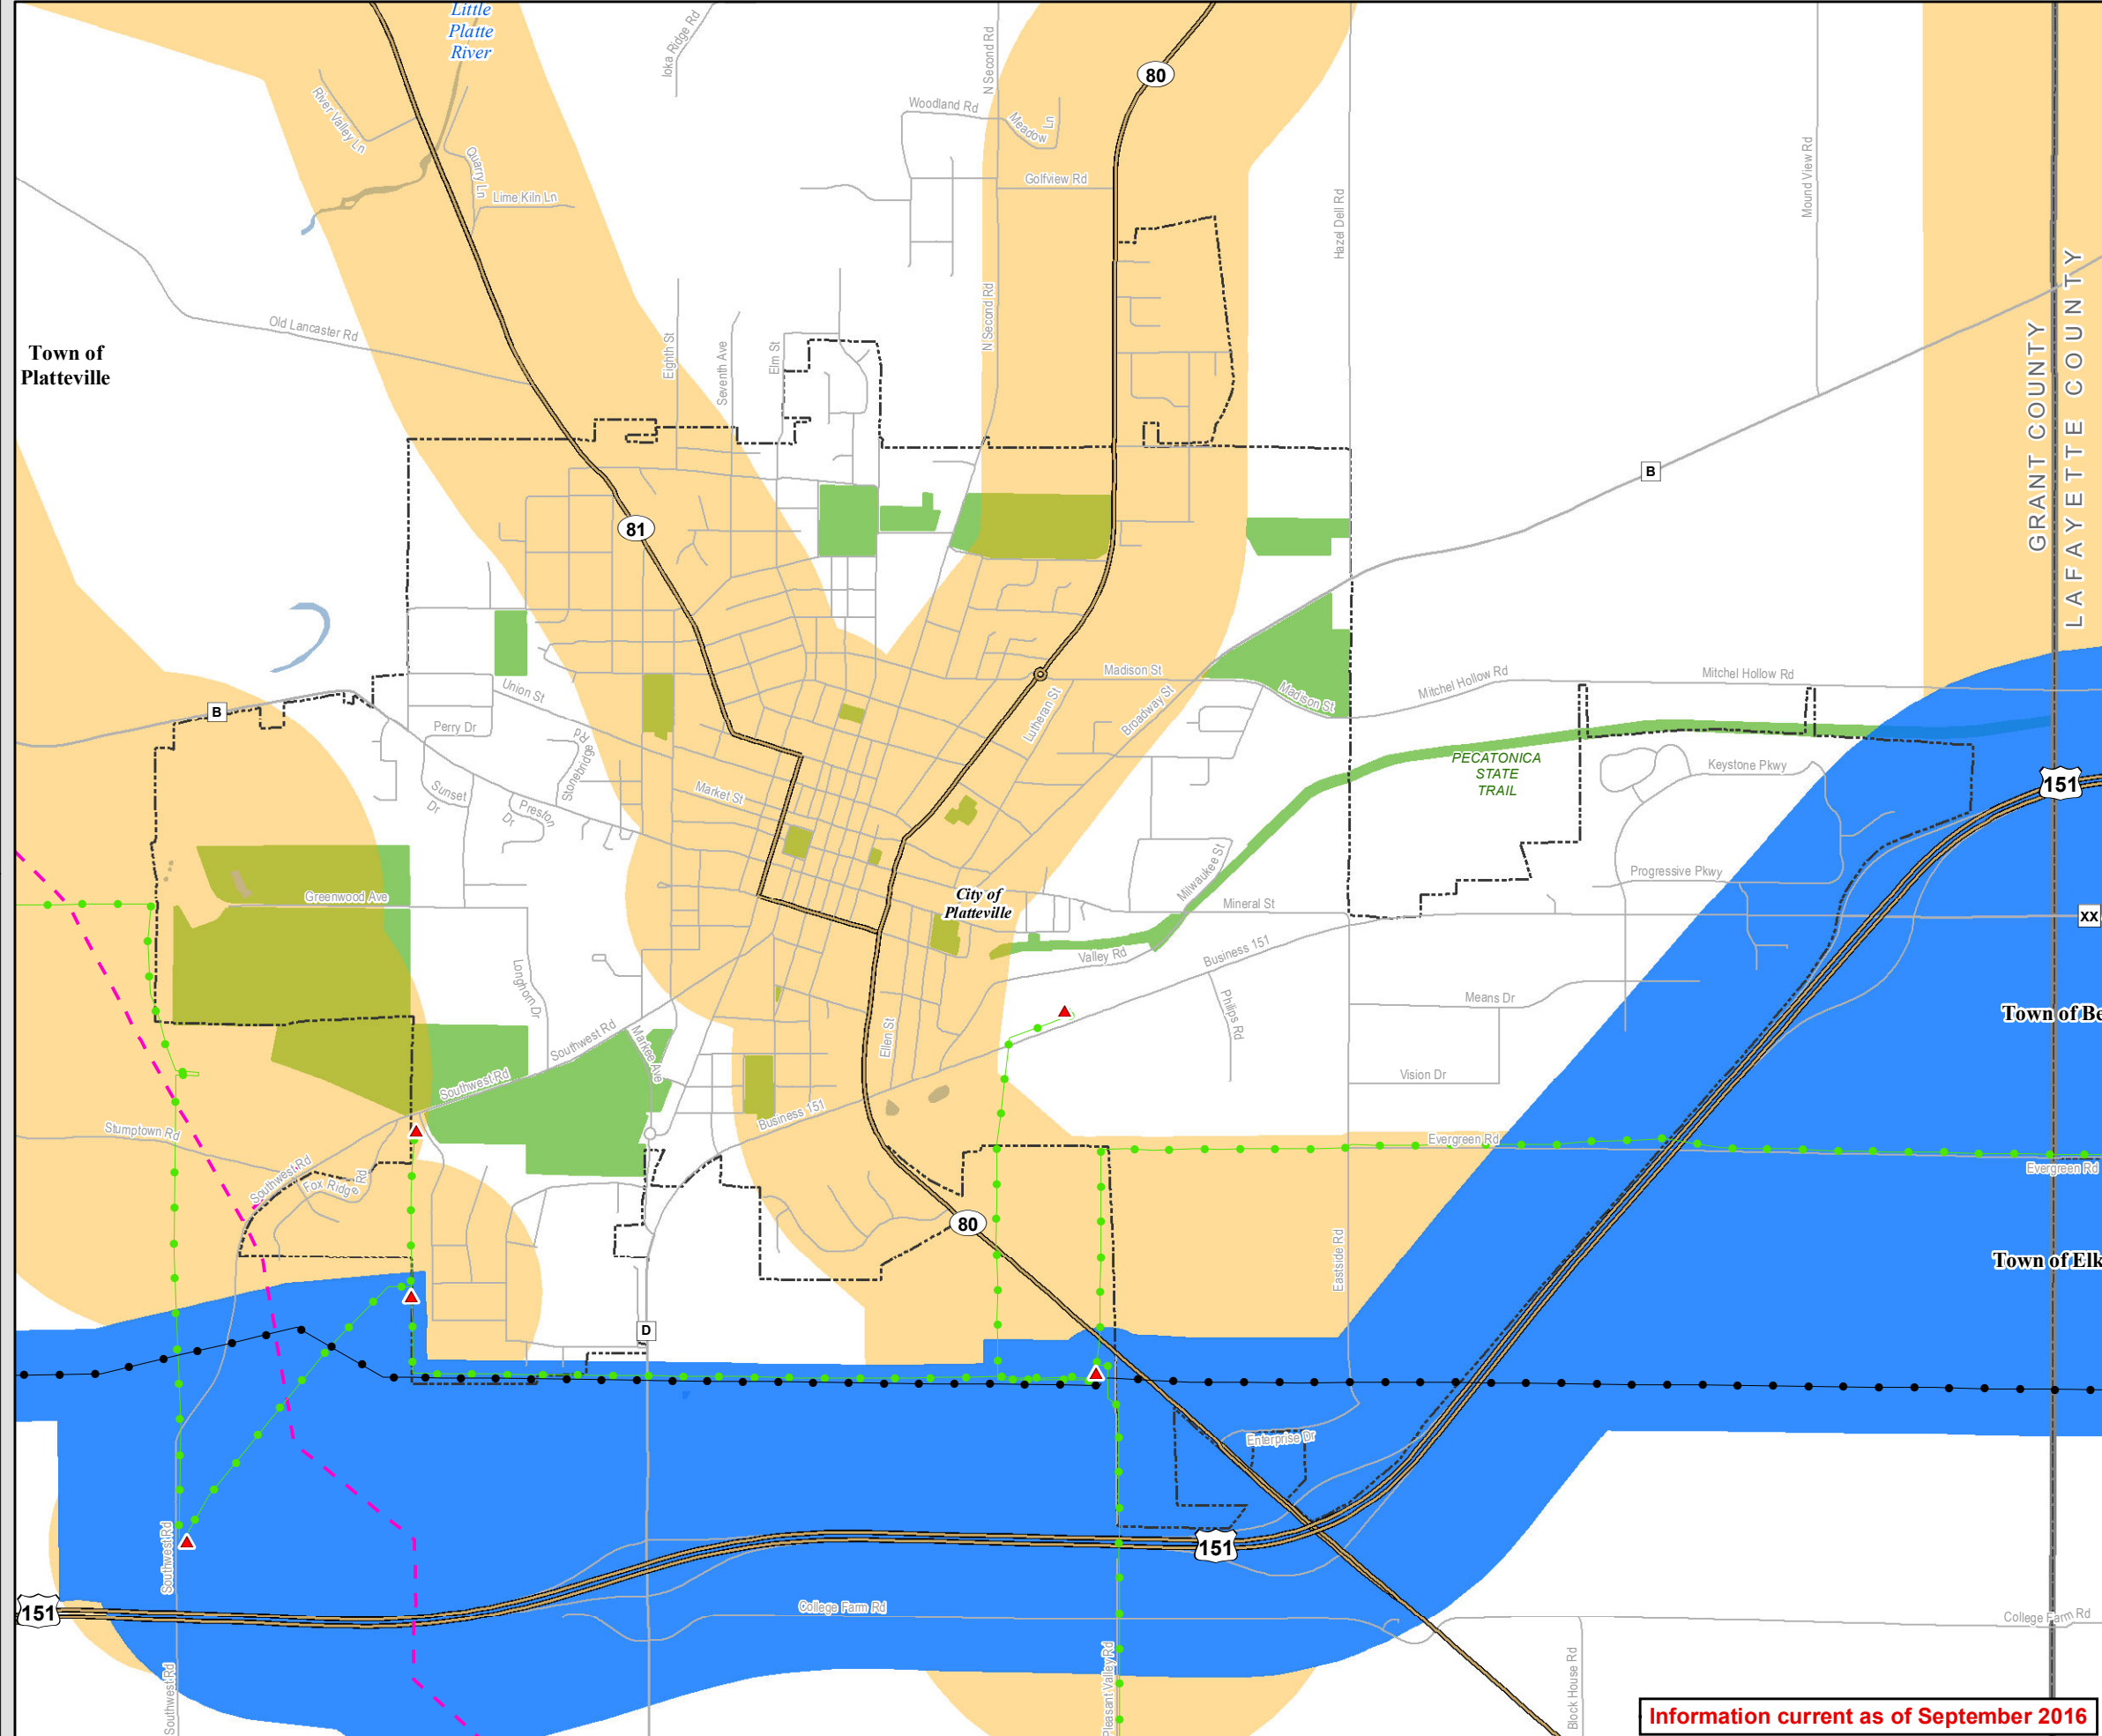 Little
Platte
River
Ioka Ridge Rd
N Second Rd
80
River Valley Ln
Woodland Rd
Meadow Ln
Mound View Rd
Quarry Ln
Lime Kiln Ln
Golfview Rd
Hazel Dell Rd
Old Lancaster Rd
Town of
Platteville
Eighth St
Seventh Ave
Elm St
N Second Rd
GRANT COUNTY
LAFAYETTE COUNTY
B
81
Union St
Madison St
Madison St
Mitchel Hollow Rd
Mitchel Hollow Rd
B
Perry Dr
Stonebridge Rd
Lutheran St
Broadway St
PECATONICA
STATE
TRAIL
Keystone Pkwy
151
Sunset Dr
Preston Dr
Market St
Milwaukee St
Progressive Pkwy
Greenwood Ave
City of
Platteville
Mineral St
XX
Valley Rd
Business 151
Longhorn Dr
Philips Rd
Means Dr
Town of Be
Southwest Rd
Markee Ave
Ellen St
Southwest Rd
Vision Dr
Business 151
Stumptown Rd
Evergreen Rd
Evergreen Rd
Southwest Rd
Fox Ridge Rd
80
Eastside Rd
Town of Elk
D
Enterprise Dr
Southwest Rd
151
151
College Farm Rd
College Farm Rd
Southwest Rd
Pleasant Valley Rd
Block House Rd
Information current as of September 2016